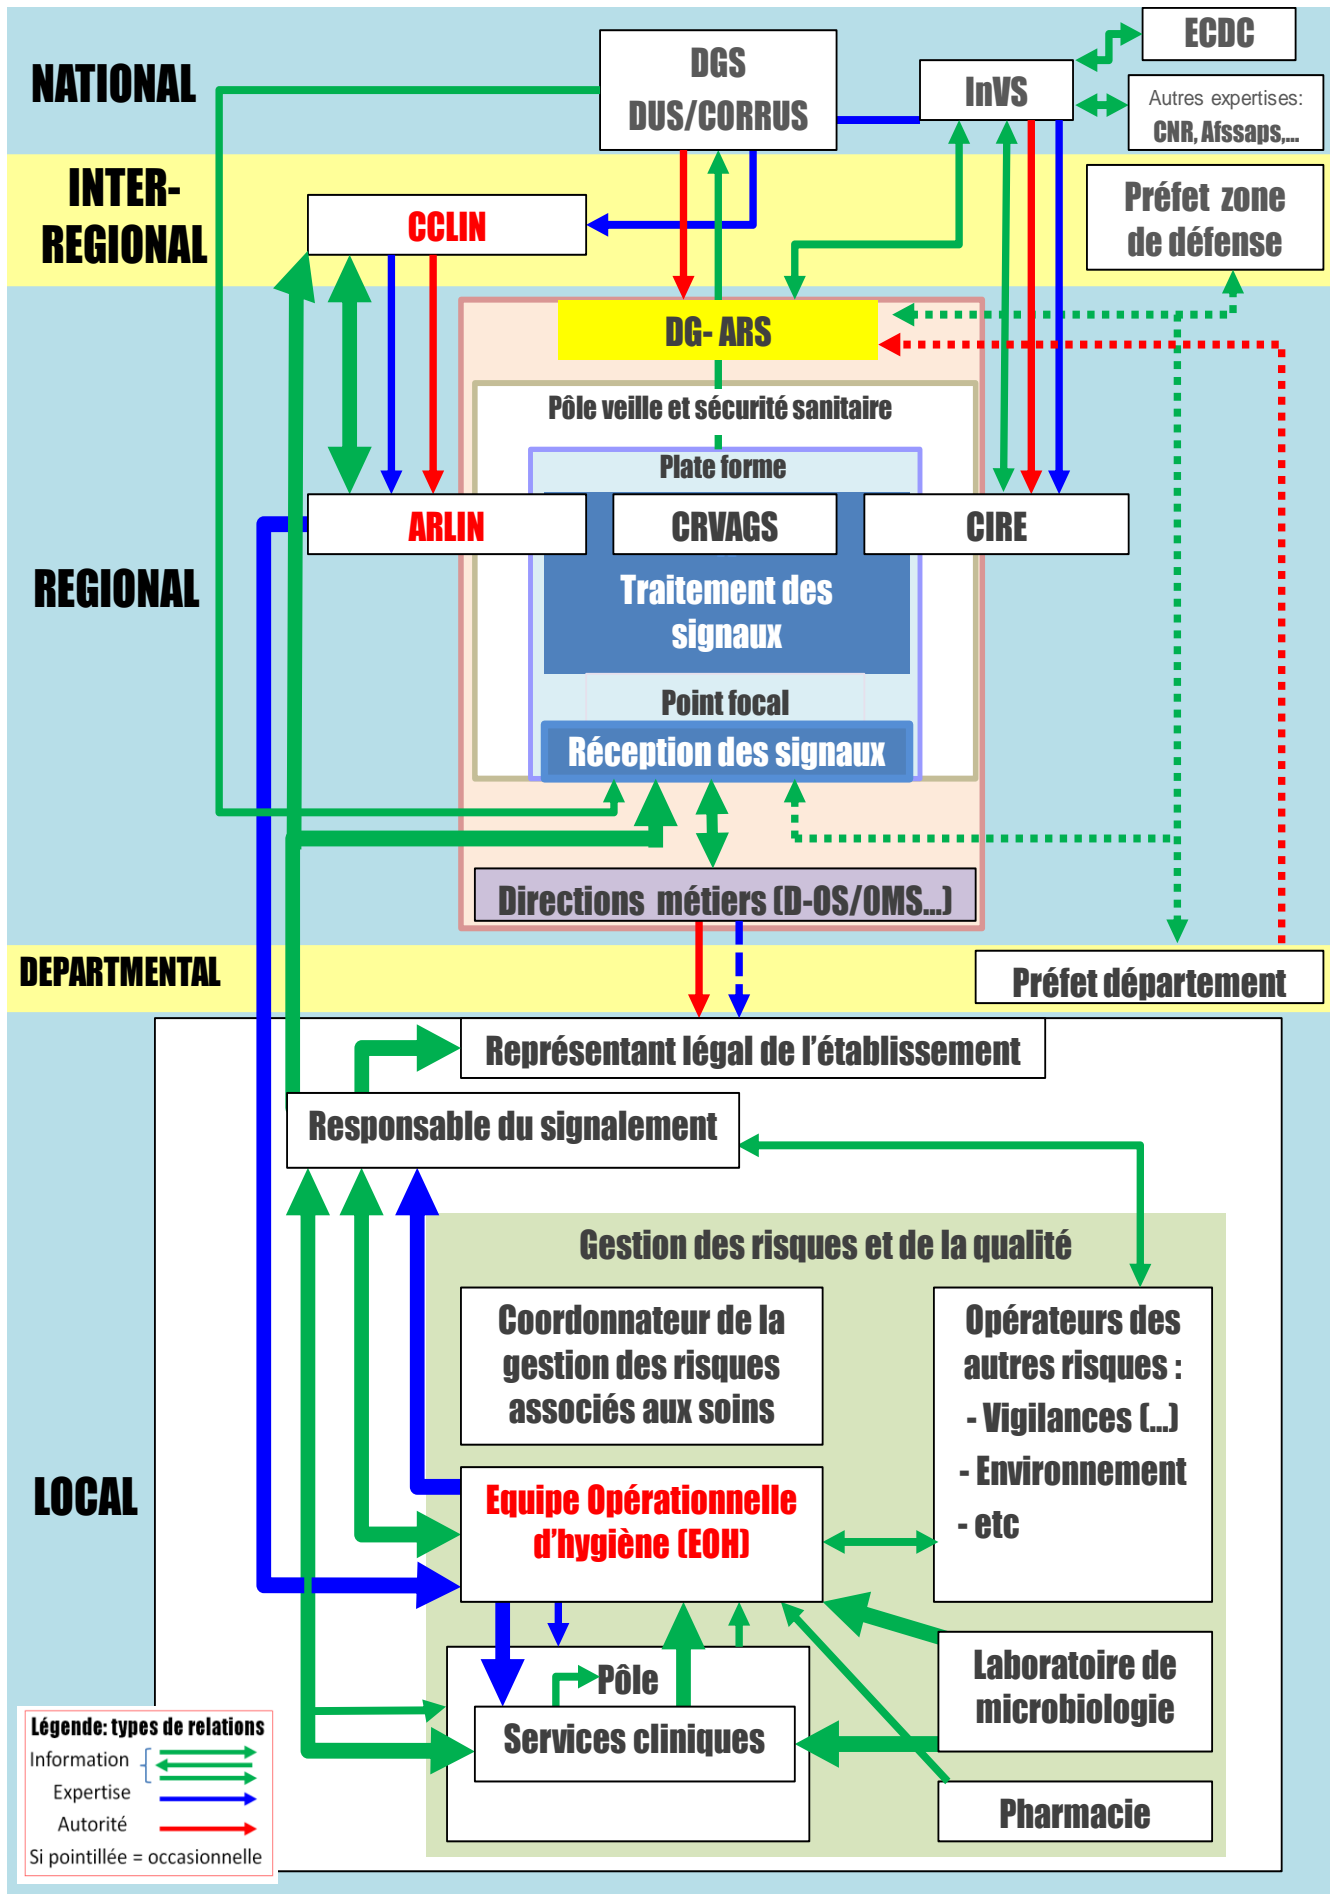 NATIONAL
DGS
DUS/CORRUS
InVS
ECDC
Autres expertises:
CNR, Afssaps,...
INTER-
REGIONAL
CCLIN
Préfet zone
de défense
DG- ARS
Pôle veille et sécurité sanitaire
Plate forme
ARLIN
CRVAGS
CIRE
REGIONAL
Traitement des
signaux
Point focal
Réception des signaux
Directions métiers (D-OS/OMS...)
DEPARTMENTAL
Préfet département
Représentant légal de l'établissement
Responsable du signalement
Gestion des risques et de la qualité
Coordonnateur de la
gestion des risques
associés aux soins
Opérateurs des
autres risques :
- Vigilances (...)
- Environnement
- etc
LOCAL
Equipe Opérationnelle
d'hygiène (EOH)
Pôle
Services cliniques
Laboratoire de
microbiologie
Pharmacie
Légende: types de relations
Information
Expertise
Autorité
Si pointillée = occasionnelle